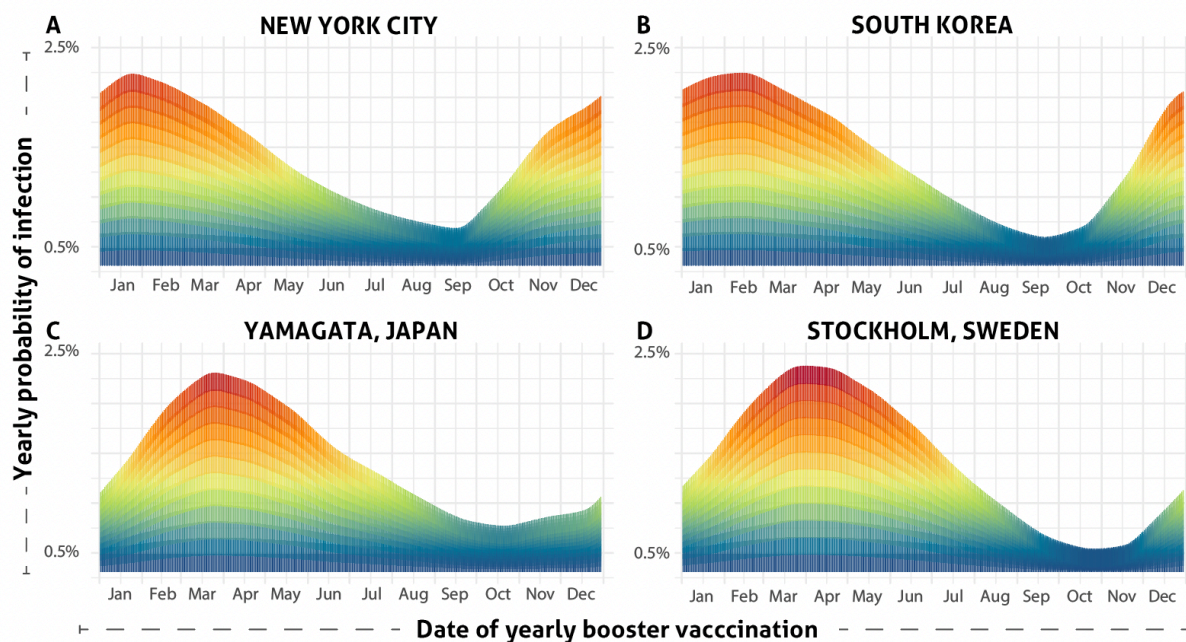 A
NEW YORK CITY
2.5%
0.5%
Jan Feb Mar Apr May Jun Jul Aug Sep Oct Nov Dec
B
SOUTH KOREA
2.5%
0.5%
Jan Feb Mar Apr May Jun Jul Aug Sep Oct Nov Dec
Yearly probability of infection
C
YAMAGATA, JAPAN
2.5%
0.5%
Jan Feb Mar Apr May Jun Jul Aug Sep Oct Nov Dec
D
STOCKHOLM, SWEDEN
2.5%
0.5%
Jan Feb Mar Apr May Jun Jul Aug Sep Oct Nov Dec
Date of yearly booster vacccination